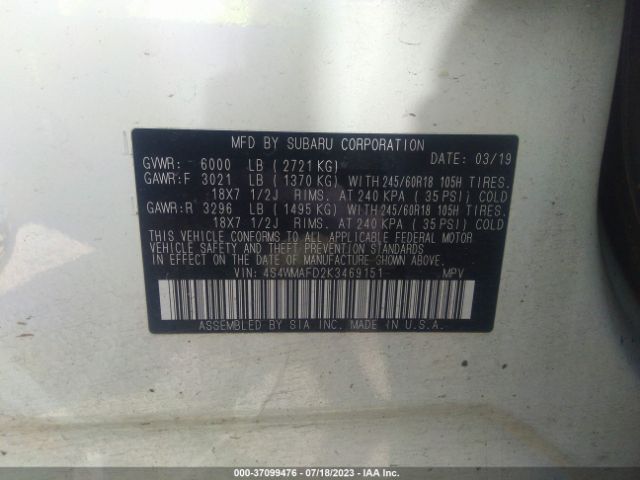 MFD BY SUBARU CORPORATION
GVWR: 6000 LB ( 2721 KG) DATE: 03/19
GAWR:F 3021 LB ( 1370 KG) WITH 245/60R18 105H TIRES.
18X7 1/2J RIMS. AT 240 KPA ( 35 PSI) COLD
GAWR:R 3296 LB ( 1495 KG) WITH 245/60R18 105H TIRES.
18X7 1/2J RIMS. AT 240 KPA ( 35 PSI) COLD
THIS VEHICLE CONFORMS TO ALL APPLICABLE FEDERAL MOTOR
VEHICLE SAFETY AND THEFT PREVENTION STANDARDS
IN EFFECT ON THE DATE OF MANUFACTURE SHOWN ABOVE.
VIN: 4S4WMAFD2K3469151 MPV
ASSEMBLED BY SIA INC. MADE IN U.S.A.
000-37099476 / 07/18/2023 / IAA Inc.